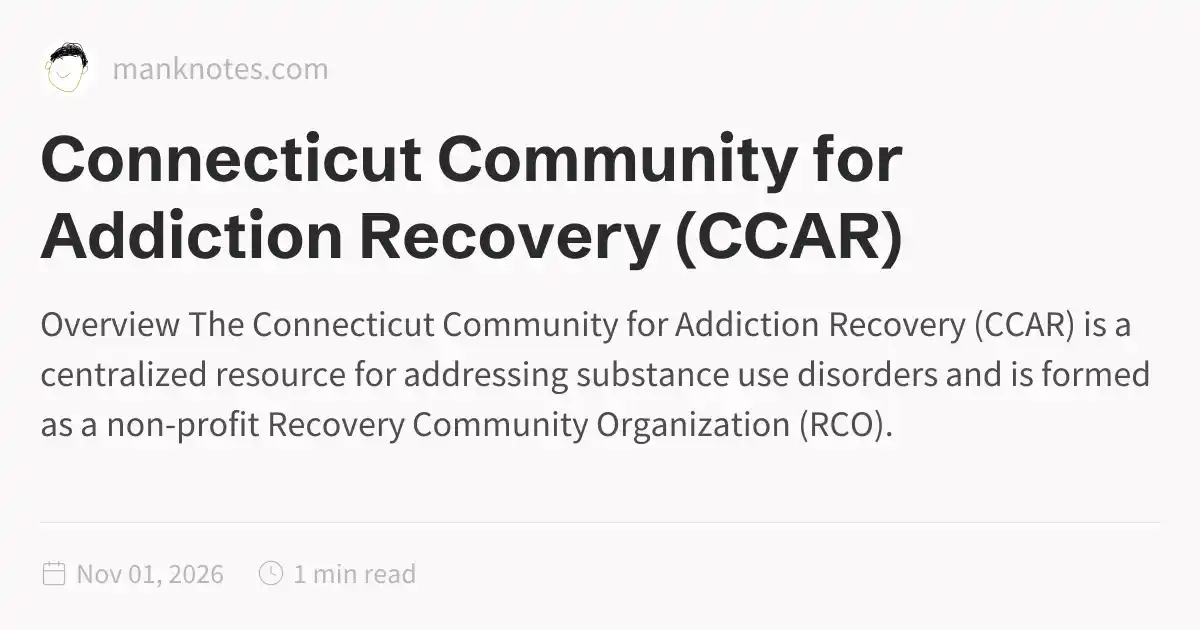 manknotes.com
Connecticut Community for
Addiction Recovery (CCAR)
Overview The Connecticut Community for Addiction Recovery (CCAR) is a
centralized resource for addressing substance use disorders and is formed
as a non-profit Recovery Community Organization (RCO).
Nov 01, 2026 1 min read